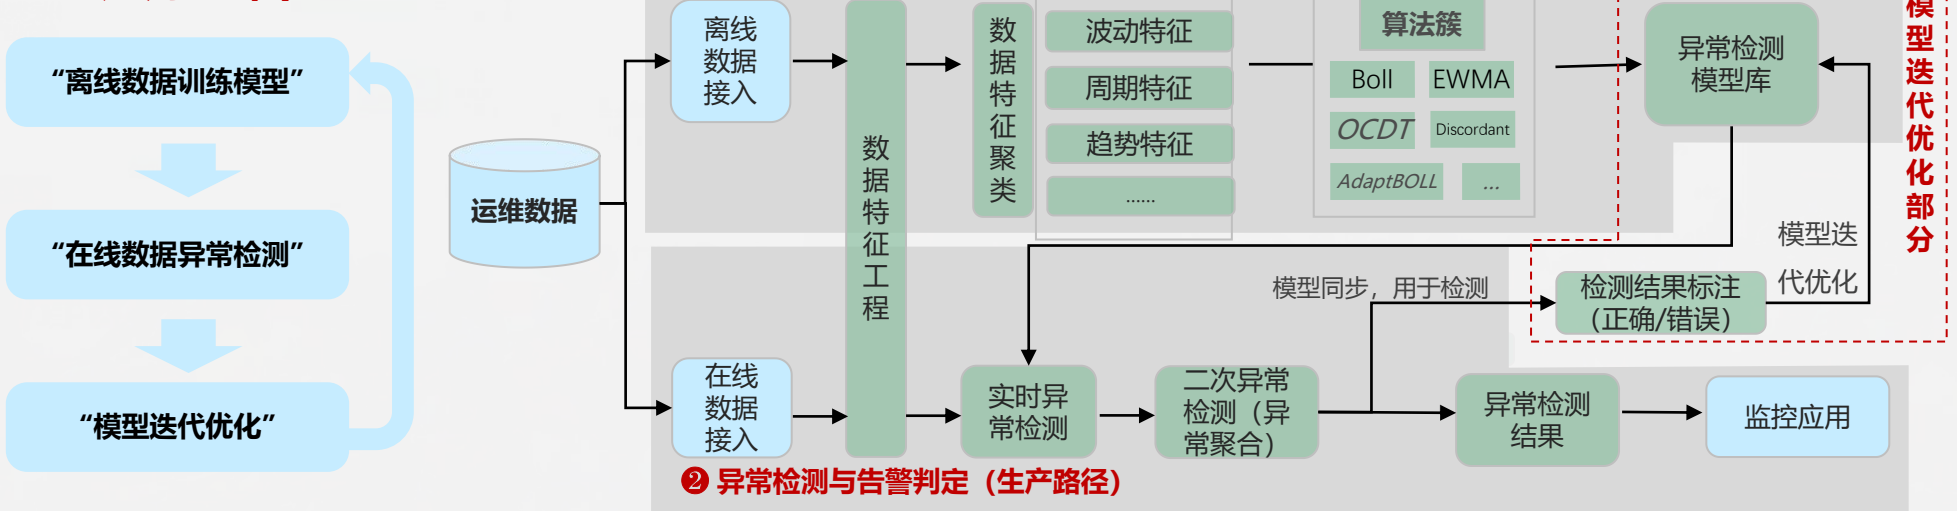 “离线数据训练模型”
“在线数据异常检测”
“模型迭代优化”
运维数据
离线
数据
接入
数据特征工程
数据特征聚类
波动特征
周期特征
趋势特征
......
算法簇
Boll
EWMA
OCDT
Discordant
AdaptBOLL
...
异常检测
模型库
模型迭代优化部分
模型迭
代优化
模型同步，用于检测
检测结果标注
（正确/错误）
在线
数据
接入
实时异
常检测
二次异常
检测（异
常聚合）
异常检测
结果
监控应用
❷ 异常检测与告警判定（生产路径）